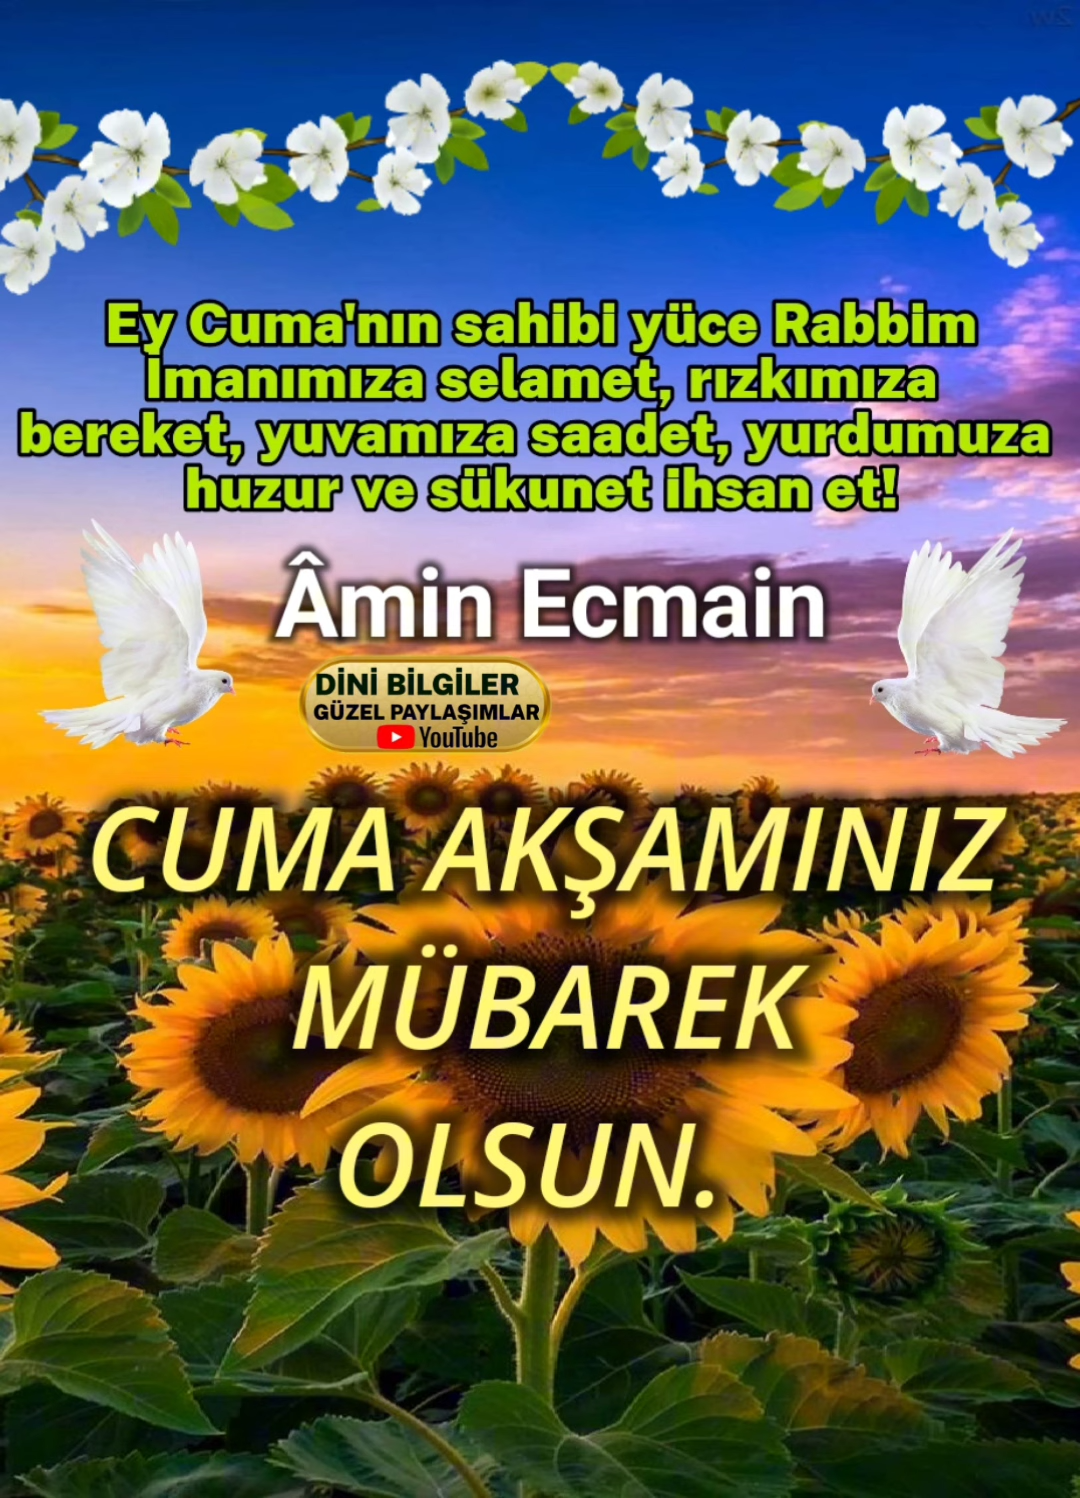 Ey Cuma'nın sahibi yüce Rabbim
İmanımıza selamet, rızkımıza
bereket, yuvamıza saadet, yurdumuza
huzur ve sükunet ihsan et!
Âmin Ecmain
DİNİ BİLGİLER
GÜZEL PAYLAŞIMLAR
YouTube
CUMA AKŞAMINIZ
MÜBAREK
OLSUN.